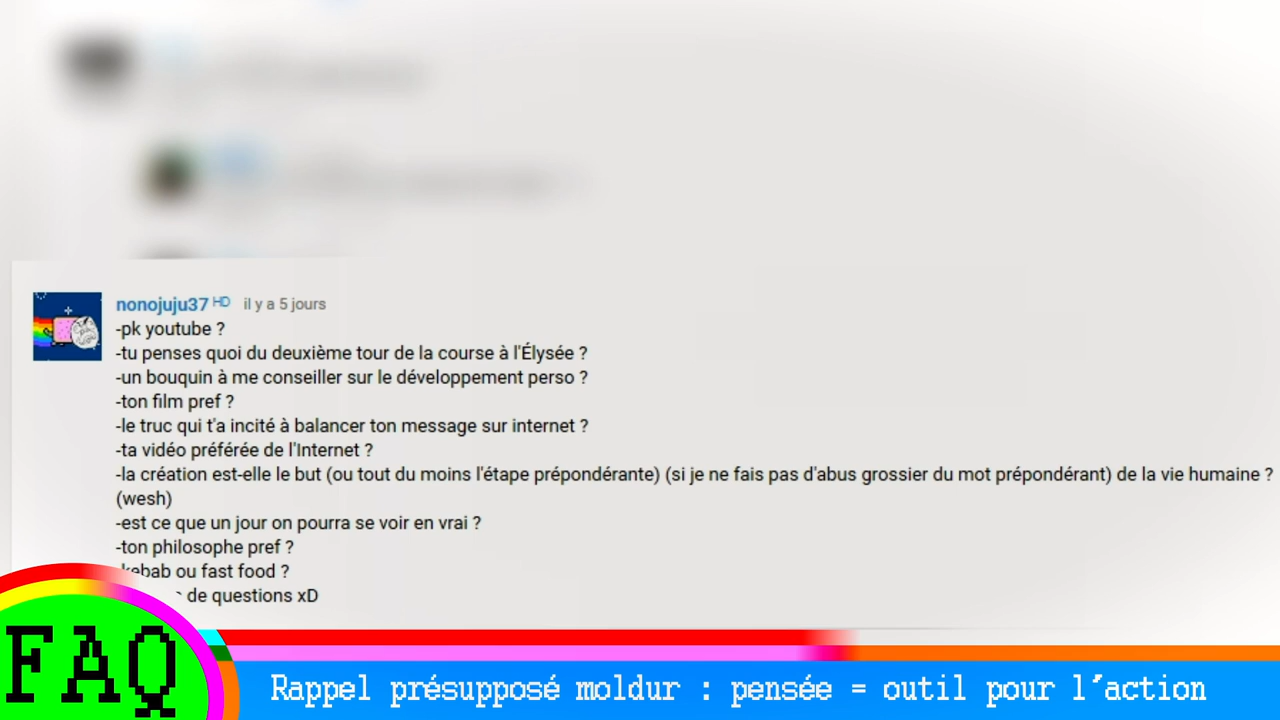 nonojuju37 HD il y a 5 jours
-pk youtube ?
-tu penses quoi du deuxième tour de la course à l'Élysée ?
-un bouquin à me conseiller sur le développement perso ?
-ton film pref ?
-le truc qui t'a incité à balancer ton message sur internet ?
-ta vidéo préférée de l'Internet ?
-la création est-elle le but (ou tout du moins l'étape prépondérante) (si je ne fais pas d'abus grossier du mot prépondérant) de la vie humaine ?
(wesh)
-est ce que un jour on pourra se voir en vrai ?
-ton philosophe pref ?
-kebab ou fast food ?
de questions xD
FAQ
Rappel présupposé moldur : pensée = outil pour l'action